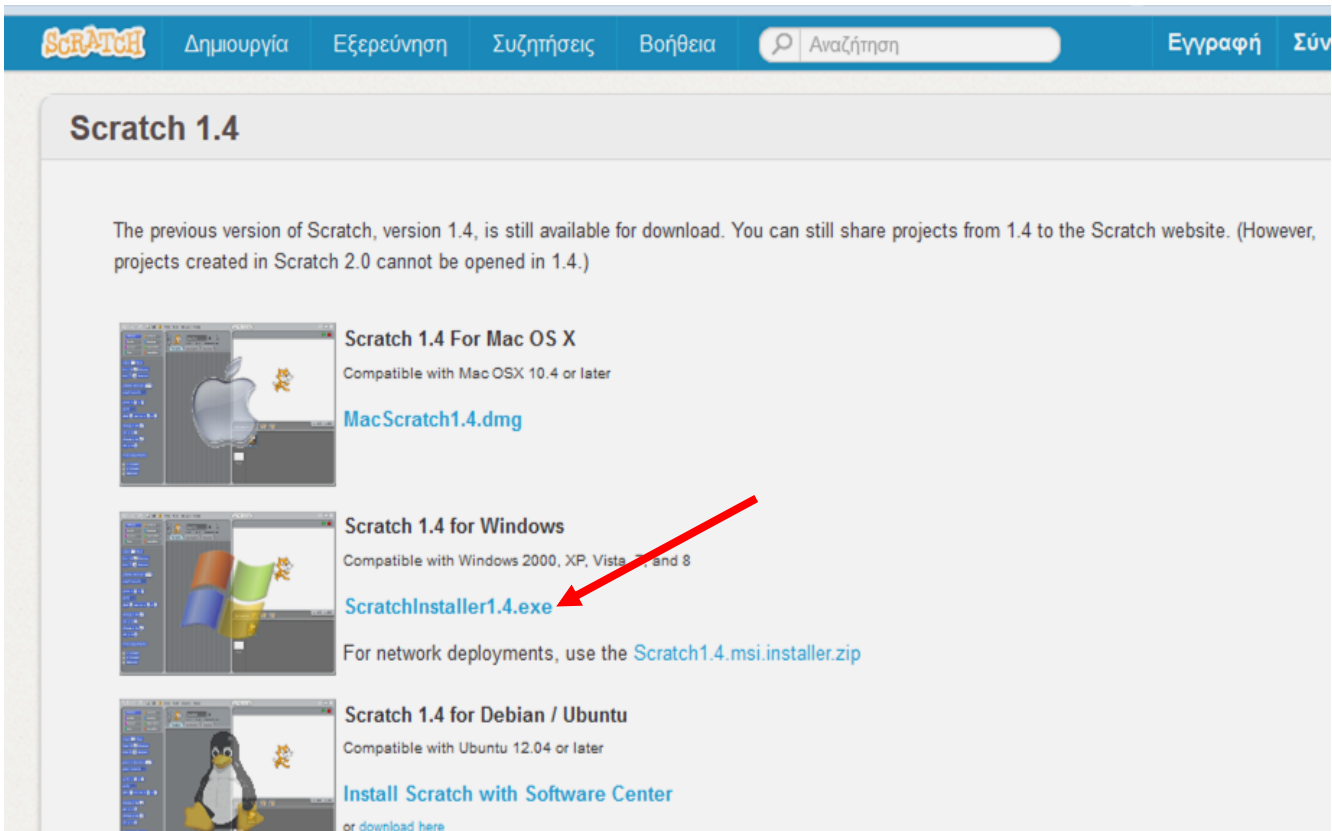 SCRATCH Δημιουργία Εξερεύνηση Συζητήσεις Βοήθεια Αναζήτηση Εγγραφή Σύν
Scratch 1.4
The previous version of Scratch, version 1.4, is still available for download. You can still share projects from 1.4 to the Scratch website. (However,
projects created in Scratch 2.0 cannot be opened in 1.4.)
Scratch 1.4 For Mac OS X
Compatible with Mac OSX 10.4 or later
MacScratch1.4.dmg
Scratch 1.4 for Windows
Compatible with Windows 2000, XP, Vista, 7, and 8
ScratchInstaller1.4.exe
For network deployments, use the Scratch1.4.msi.installer.zip
Scratch 1.4 for Debian / Ubuntu
Compatible with Ubuntu 12.04 or later
Install Scratch with Software Center
or download here